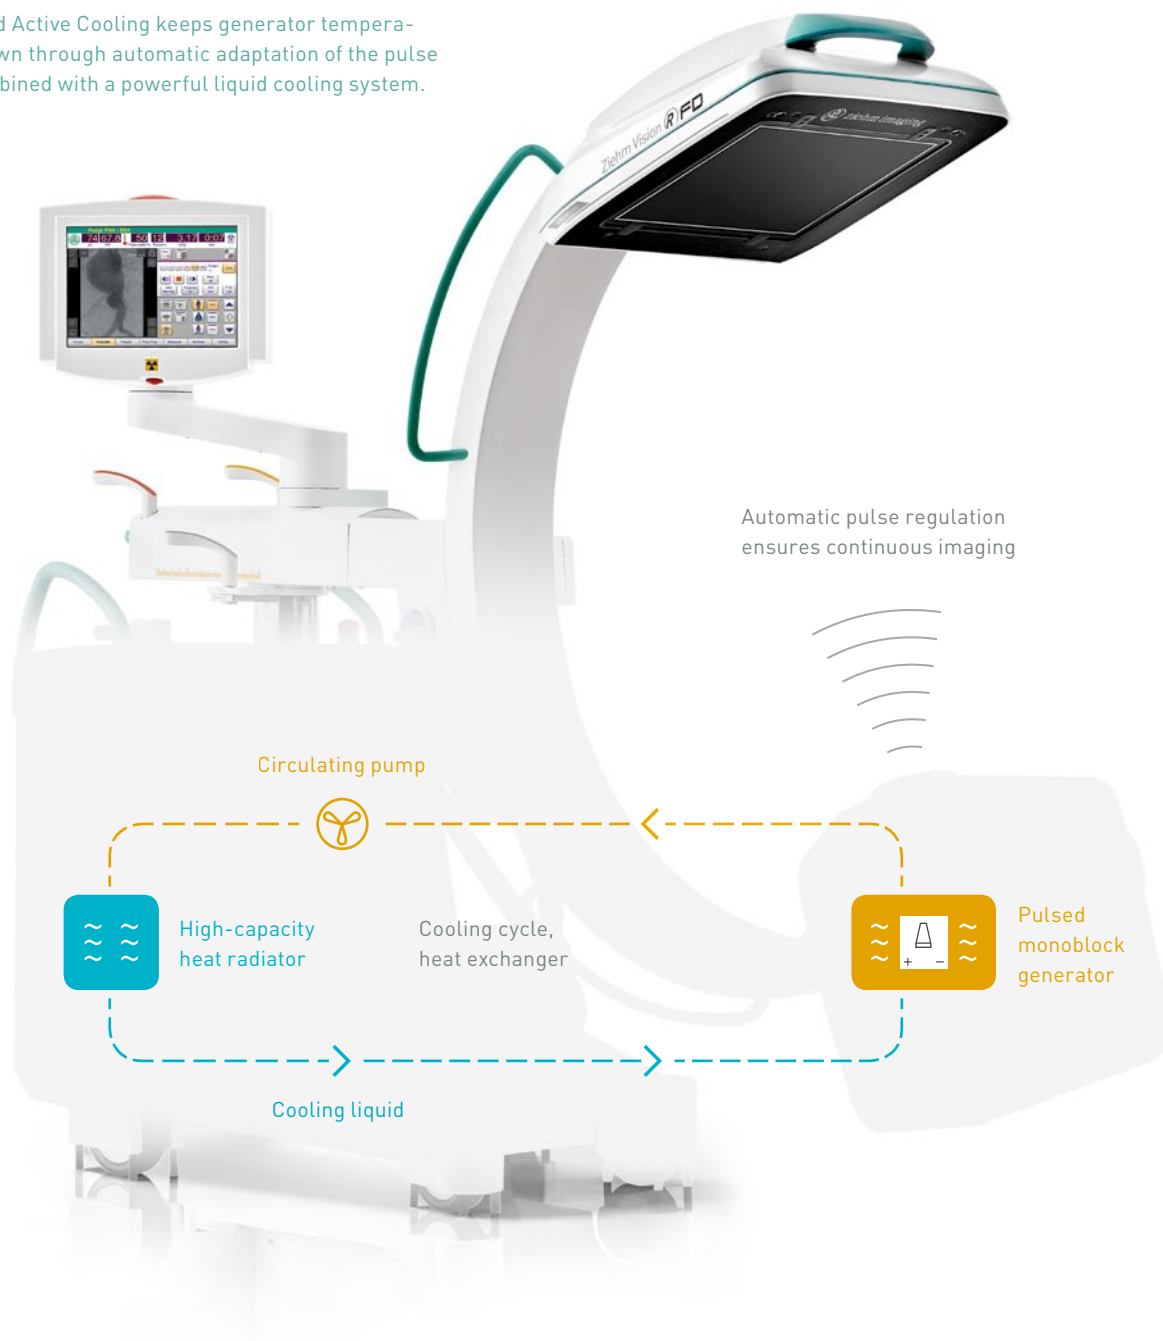 d Active Cooling keeps generator tempera-
wn through automatic adaptation of the pulse
bined with a powerful liquid cooling system.
Ziehm Vision R FD
ziehm imaging
Automatic pulse regulation
ensures continuous imaging
Circulating pump
High-capacity
heat radiator
Cooling cycle,
heat exchanger
+ −
Pulsed
monoblock
generator
Cooling liquid